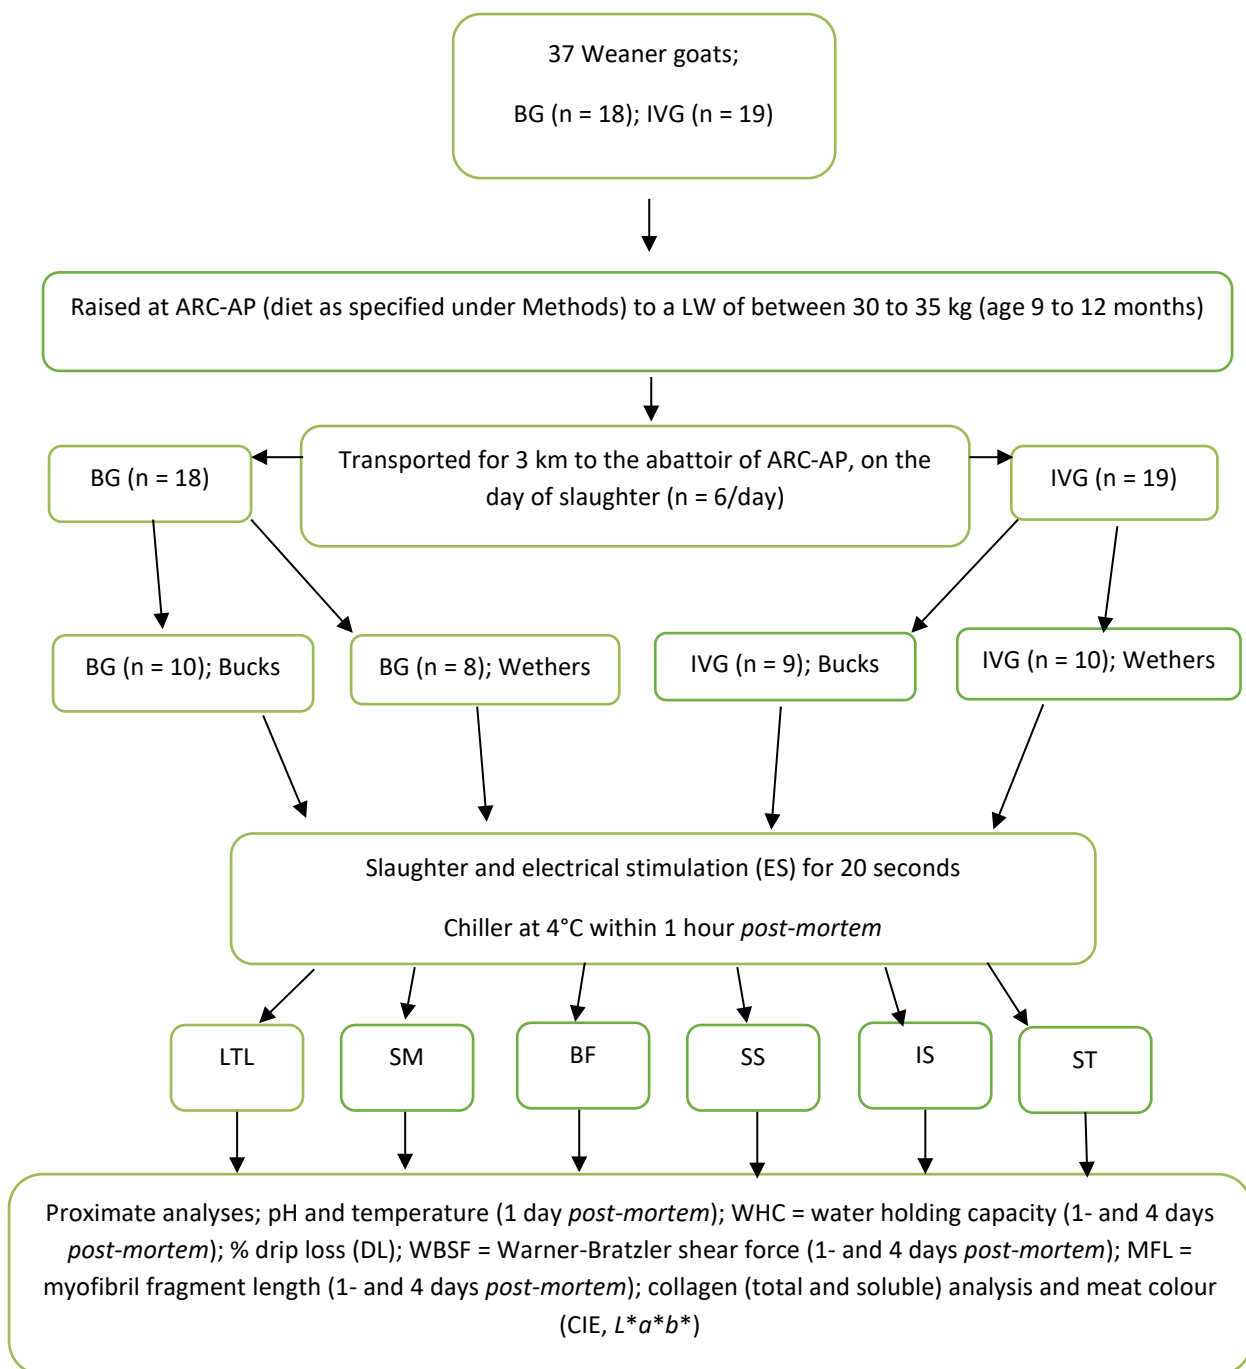 37 Weaner goats;
BG (n = 18); IVG (n = 19)
Raised at ARC-AP (diet as specified under Methods) to a LW of between 30 to 35 kg (age 9 to 12 months)
BG (n = 18)
Transported for 3 km to the abattoir of ARC-AP, on the
day of slaughter (n = 6/day)
IVG (n = 19)
BG (n = 10); Bucks
BG (n = 8); Wethers
IVG (n = 9); Bucks
IVG (n = 10); Wethers
Slaughter and electrical stimulation (ES) for 20 seconds
Chiller at 4°C within 1 hour post-mortem
LTL
SM
BF
SS
IS
ST
Proximate analyses; pH and temperature (1 day post-mortem); WHC = water holding capacity (1- and 4 days
post-mortem); % drip loss (DL); WBSF = Warner-Bratzler shear force (1- and 4 days post-mortem); MFL =
myofibril fragment length (1- and 4 days post-mortem); collagen (total and soluble) analysis and meat colour
(CIE, L*a*b*)